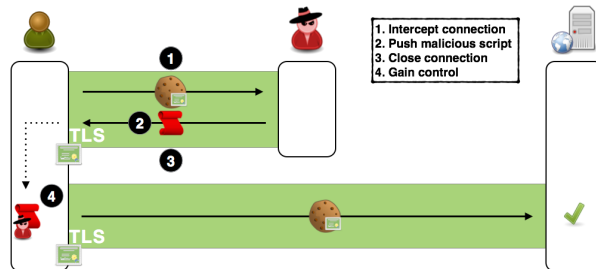 1. Intercept connection
2. Push malicious script
3. Close connection
4. Gain control
1
2
TLS
3
4
TLS